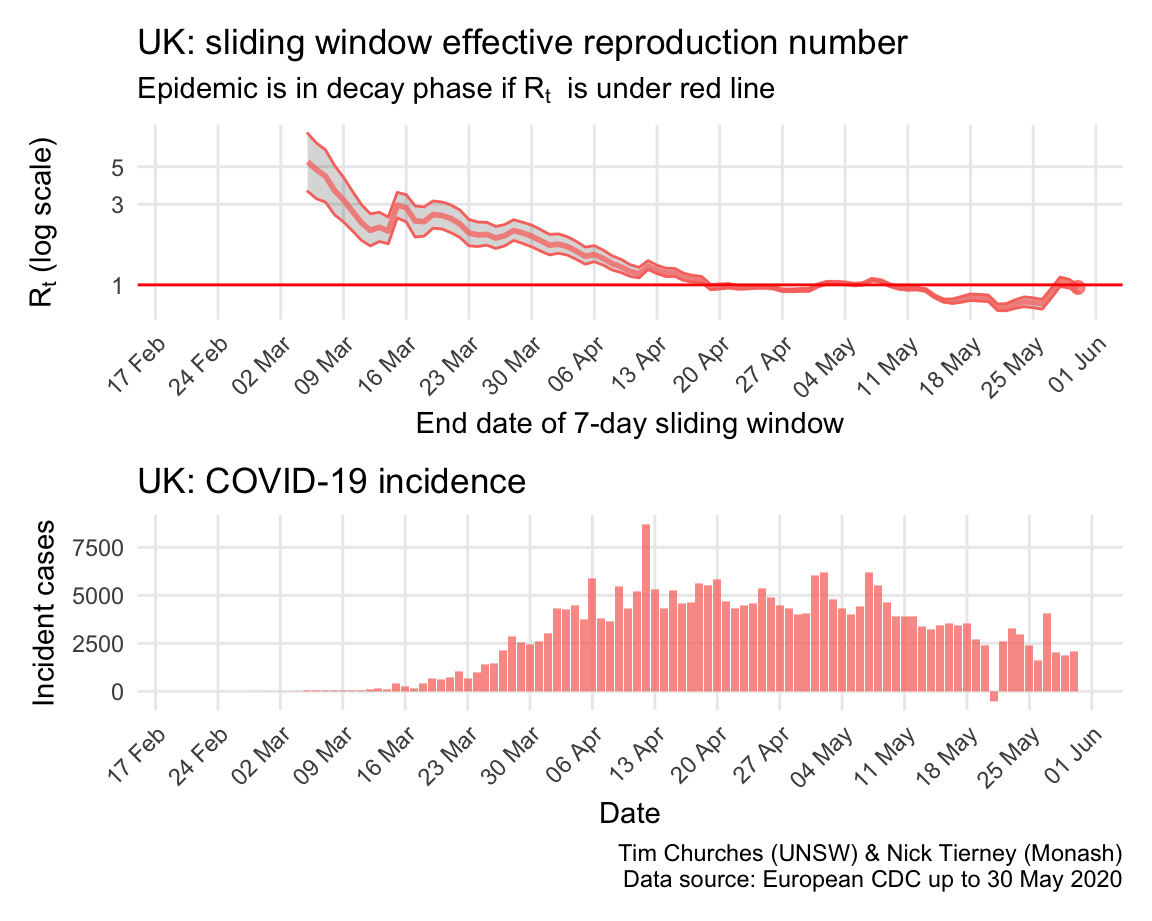 UK: sliding window effective reproduction number
Epidemic is in decay phase if Rt is under red line
Rt (log scale)
5
3
1
17 Feb
24 Feb
02 Mar
09 Mar
16 Mar
23 Mar
30 Mar
06 Apr
13 Apr
20 Apr
27 Apr
04 May
11 May
18 May
25 May
01 Jun
End date of 7-day sliding window
UK: COVID-19 incidence
Incident cases
7500
5000
2500
0
17 Feb
24 Feb
02 Mar
09 Mar
16 Mar
23 Mar
30 Mar
06 Apr
13 Apr
20 Apr
27 Apr
04 May
11 May
18 May
25 May
01 Jun
Date
Tim Churches (UNSW) & Nick Tierney (Monash)
Data source: European CDC up to 30 May 2020